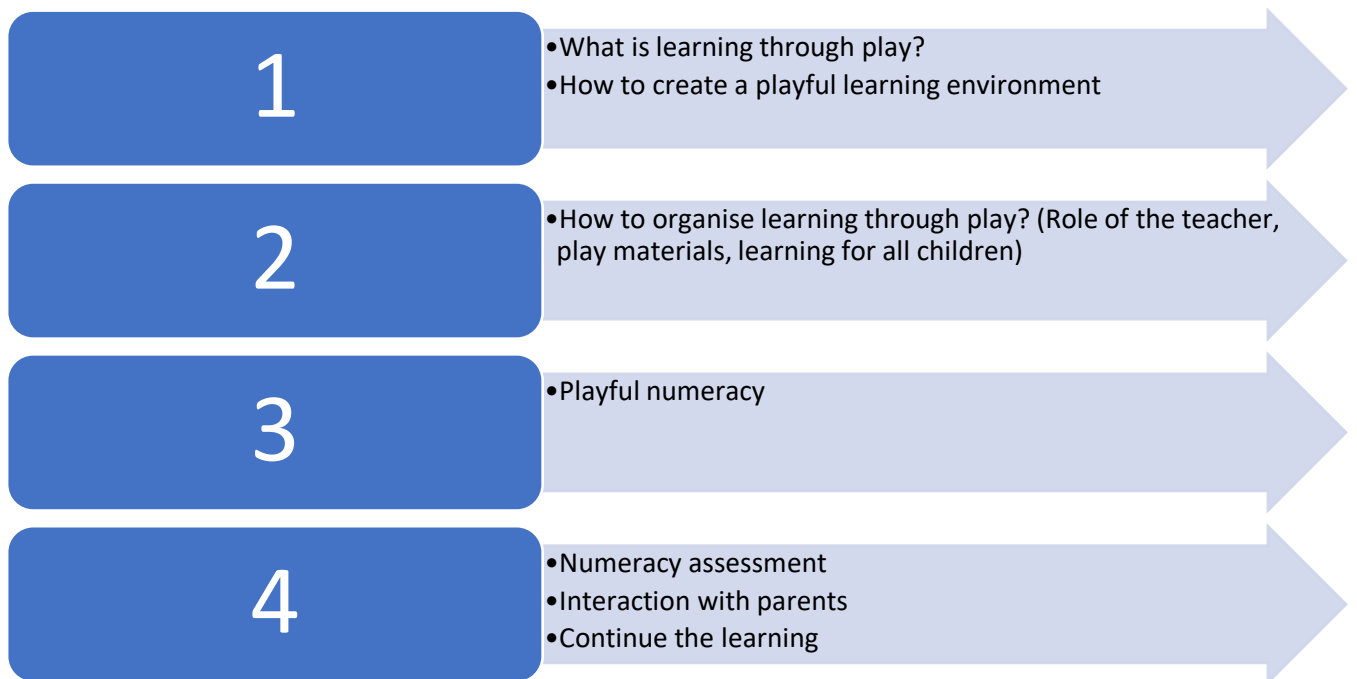 1
•What is learning through play?
•How to create a playful learning environment
2
•How to organise learning through play? (Role of the teacher,
play materials, learning for all children)
3
•Playful numeracy
4
•Numeracy assessment
•Interaction with parents
•Continue the learning